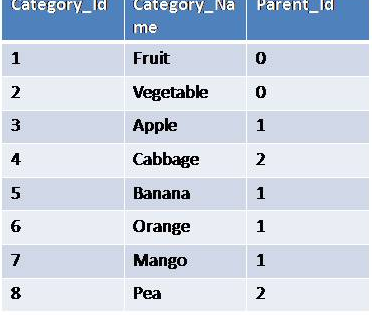 Category_Id Category_Na Parent_Id
me
1 Fruit 0
2 Vegetable 0
3 Apple 1
4 Cabbage 2
5 Banana 1
6 Orange 1
7 Mango 1
8 Pea 2